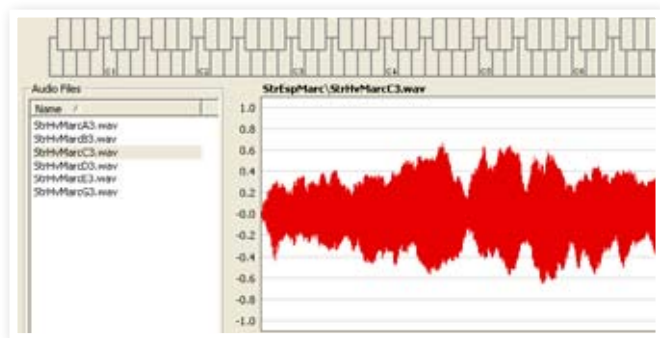 C1 C2 C3 C4 C5 C6
Audio Files
StrEspMarc\StrHvMarcC3.wav
Name /
StrHvMarcA3.wav
StrHvMarcB3.wav
StrHvMarcC3.wav
StrHvMarcD3.wav
StrHvMarcE3.wav
StrHvMarcG3.wav
1.0
0.8
0.6
0.4
0.2
-0.0
-0.2
-0.4
-0.6
-0.8
-1.0